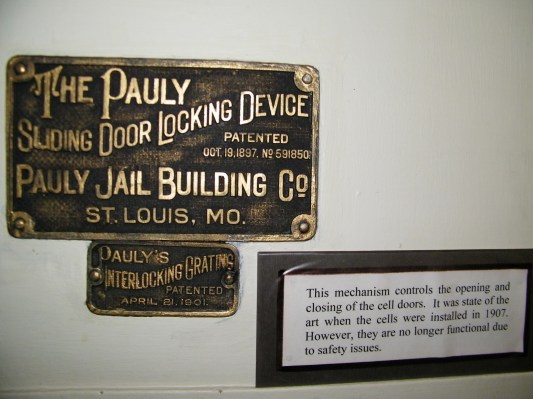 THE PAULY
SLIDING DOOR LOCKING DEVICE
PATENTED
OCT. 19, 1897. No 591850.
PAULY JAIL BUILDING Co
ST. LOUIS, MO.
PAULY'S
INTERLOCKING GRATING
PATENTED
APRIL 21, 1901.
This mechanism controls the opening and
closing of the cell doors. It was state of the
art when the cells were installed in 1907.
However, they are no longer functional due
to safety issues.